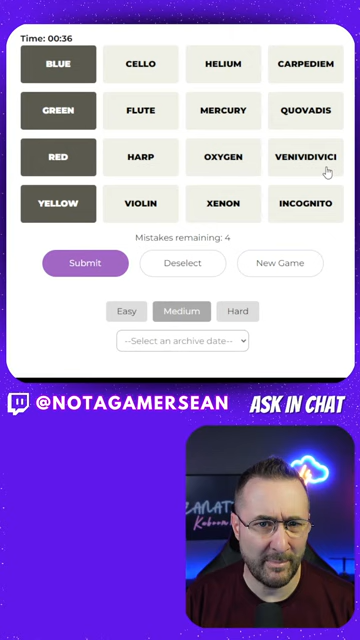 Time: 00:36
BLUE CELLO HELIUM CARPEDIEM
GREEN FLUTE MERCURY QUOVADIS
RED HARP OXYGEN VENIVIDIVICI
YELLOW VIOLIN XENON INCOGNITO
Mistakes remaining: 4
Submit Deselect New Game
Easy Medium Hard
--Select an archive date--
@NOTAGAMERSEAN ASK IN CHAT